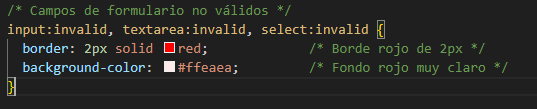 /* Campos de formulario no válidos */
input:invalid, textarea:invalid, select:invalid {
  border: 2px solid red;             /* Borde rojo de 2px */
  background-color: #ffeaea;         /* Fondo rojo muy claro */
}